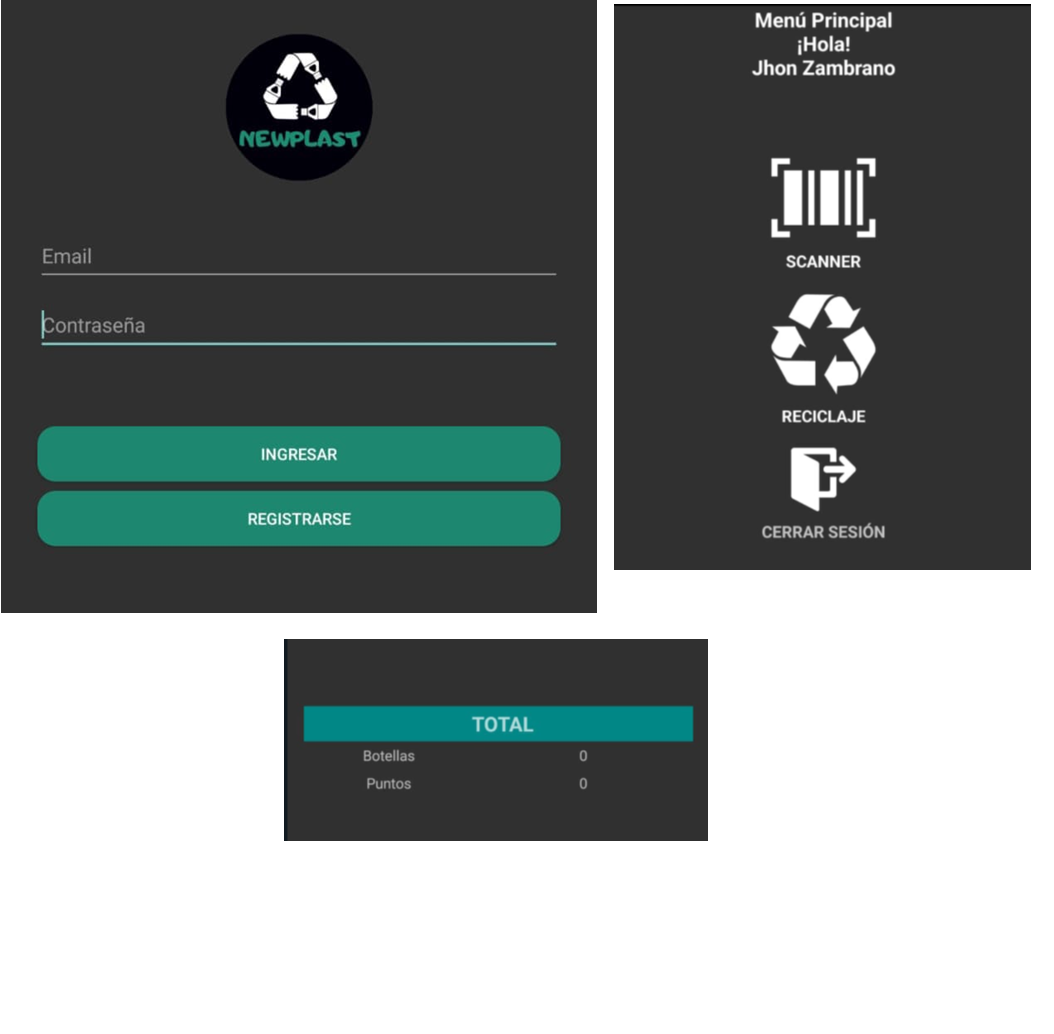 NEWPLAST
Email
Contraseña
INGRESAR
REGISTRARSE
Menú Principal
¡Hola!
Jhon Zambrano
SCANNER
RECICLAJE
CERRAR SESIÓN
TOTAL
Botellas 0
Puntos 0